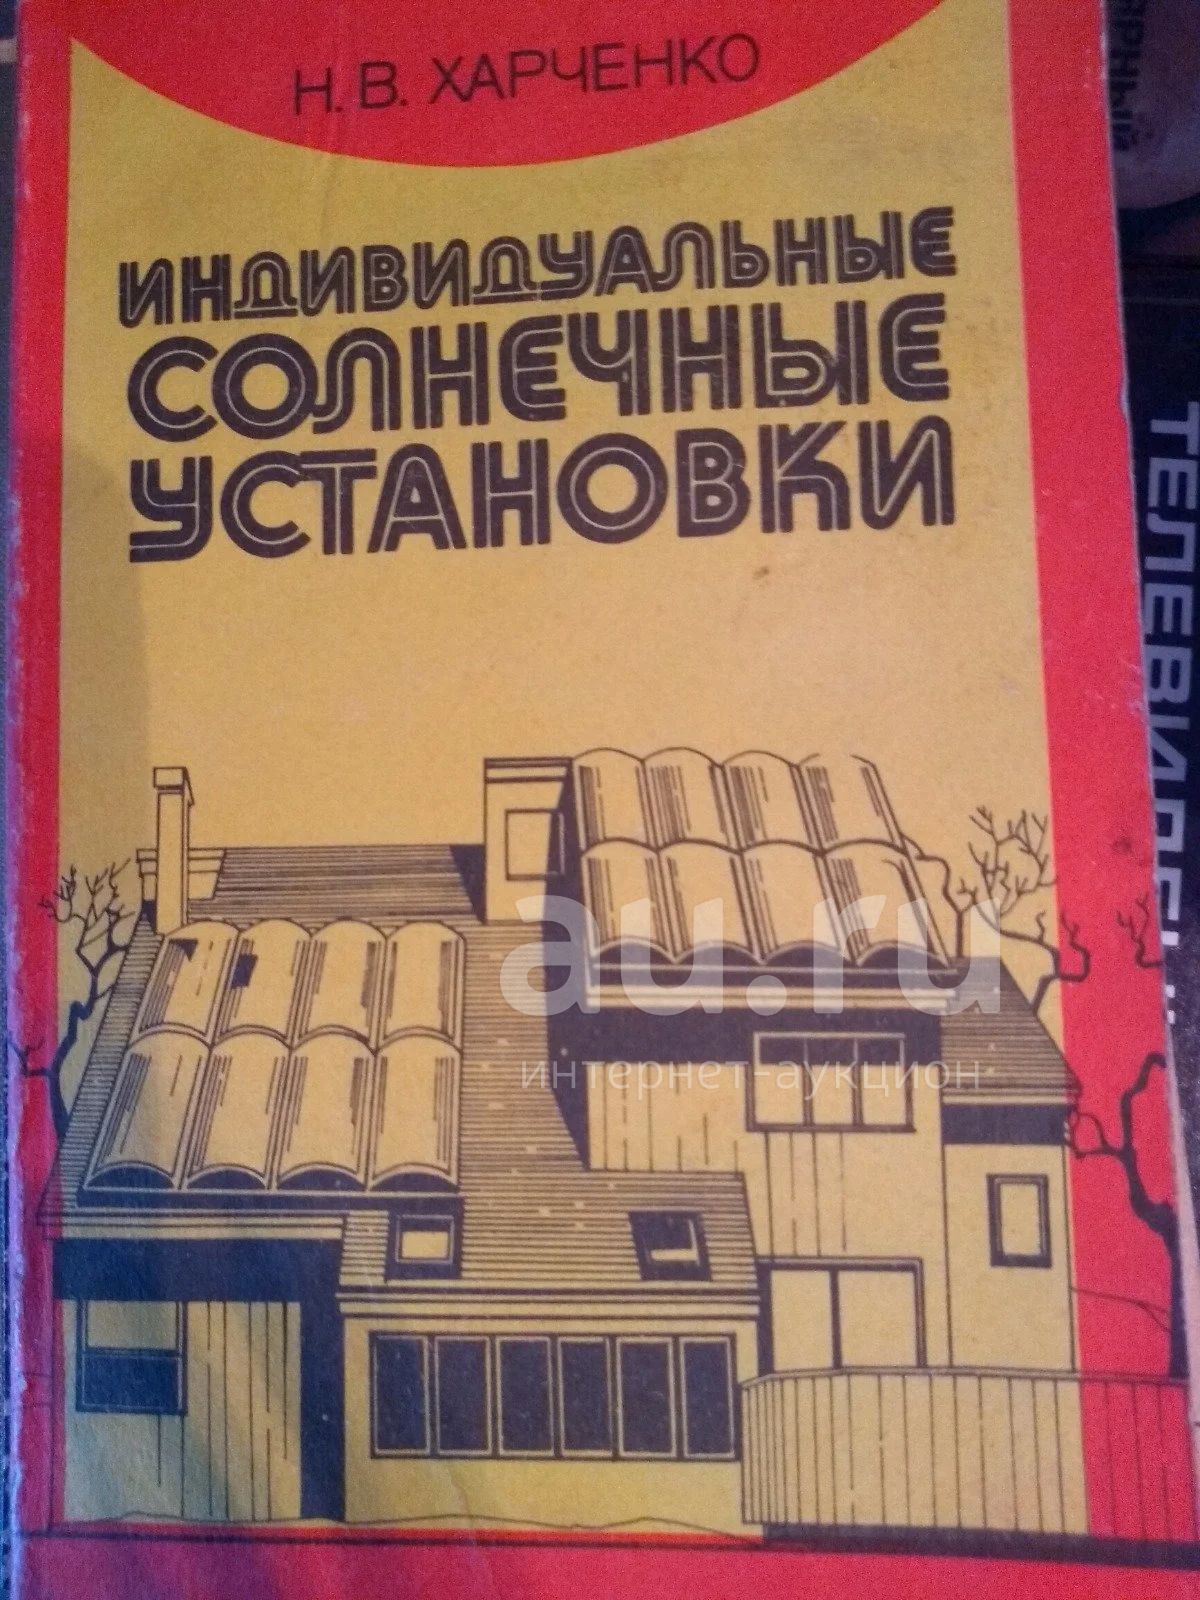 Н. В. ХАРЧЕНКО
ИНДИВИДУАЛЬНЫЕ
СОЛНЕЧНЫЕ
УСТАНОВКИ
au.ru
интернет-аукцион